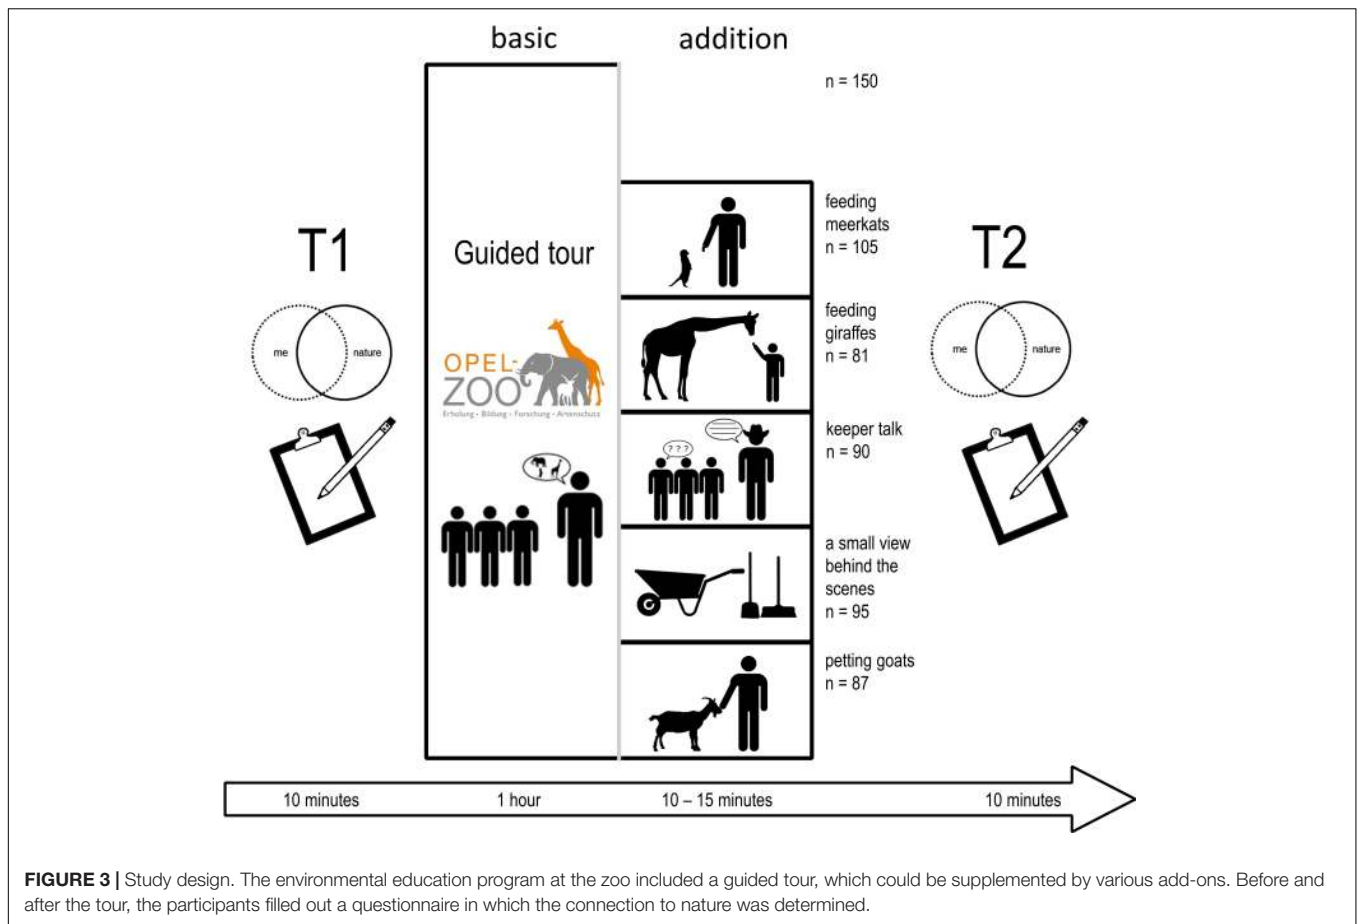 basic
addition
n = 150
T1
me
nature
Guided tour
OPEL-
ZOO
Erholung • Bildung • Forschung • Artenschutz
feeding
meerkats
n = 105
feeding
giraffes
n = 81
? ? ?
keeper talk
n = 90
a small view
behind the
scenes
n = 95
petting goats
n = 87
T2
me
nature
10 minutes
1 hour
10 – 15 minutes
10 minutes
FIGURE 3 | Study design. The environmental education program at the zoo included a guided tour, which could be supplemented by various add-ons. Before and
after the tour, the participants filled out a questionnaire in which the connection to nature was determined.